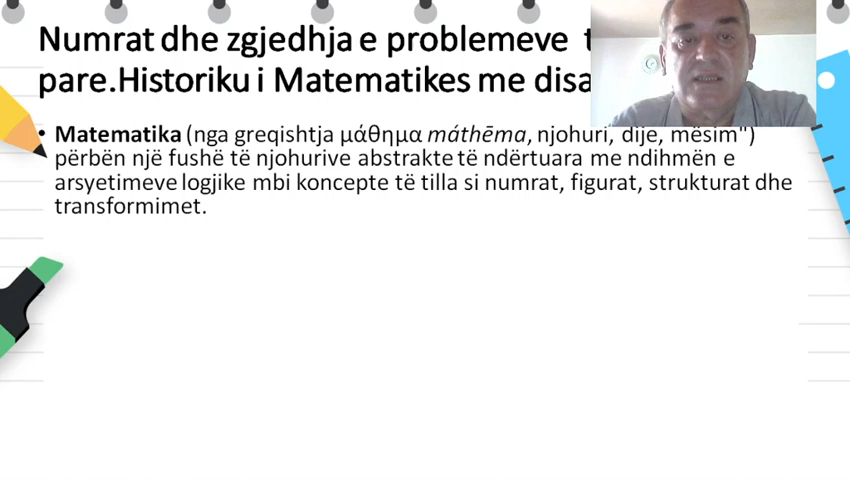 Numrat dhe zgjedhja e problemeve
pare.Historiku i Matematikes me
• Matematika (nga greqishtja μάθημα máthēma, njohuri, dije, mësim")
përbën një fushë të njohurive abstrakte të ndërtuara me ndihmën e
arsyetimeve logjike mbi koncepte të tilla si numrat, figurat, strukturat dhe
transformimet.